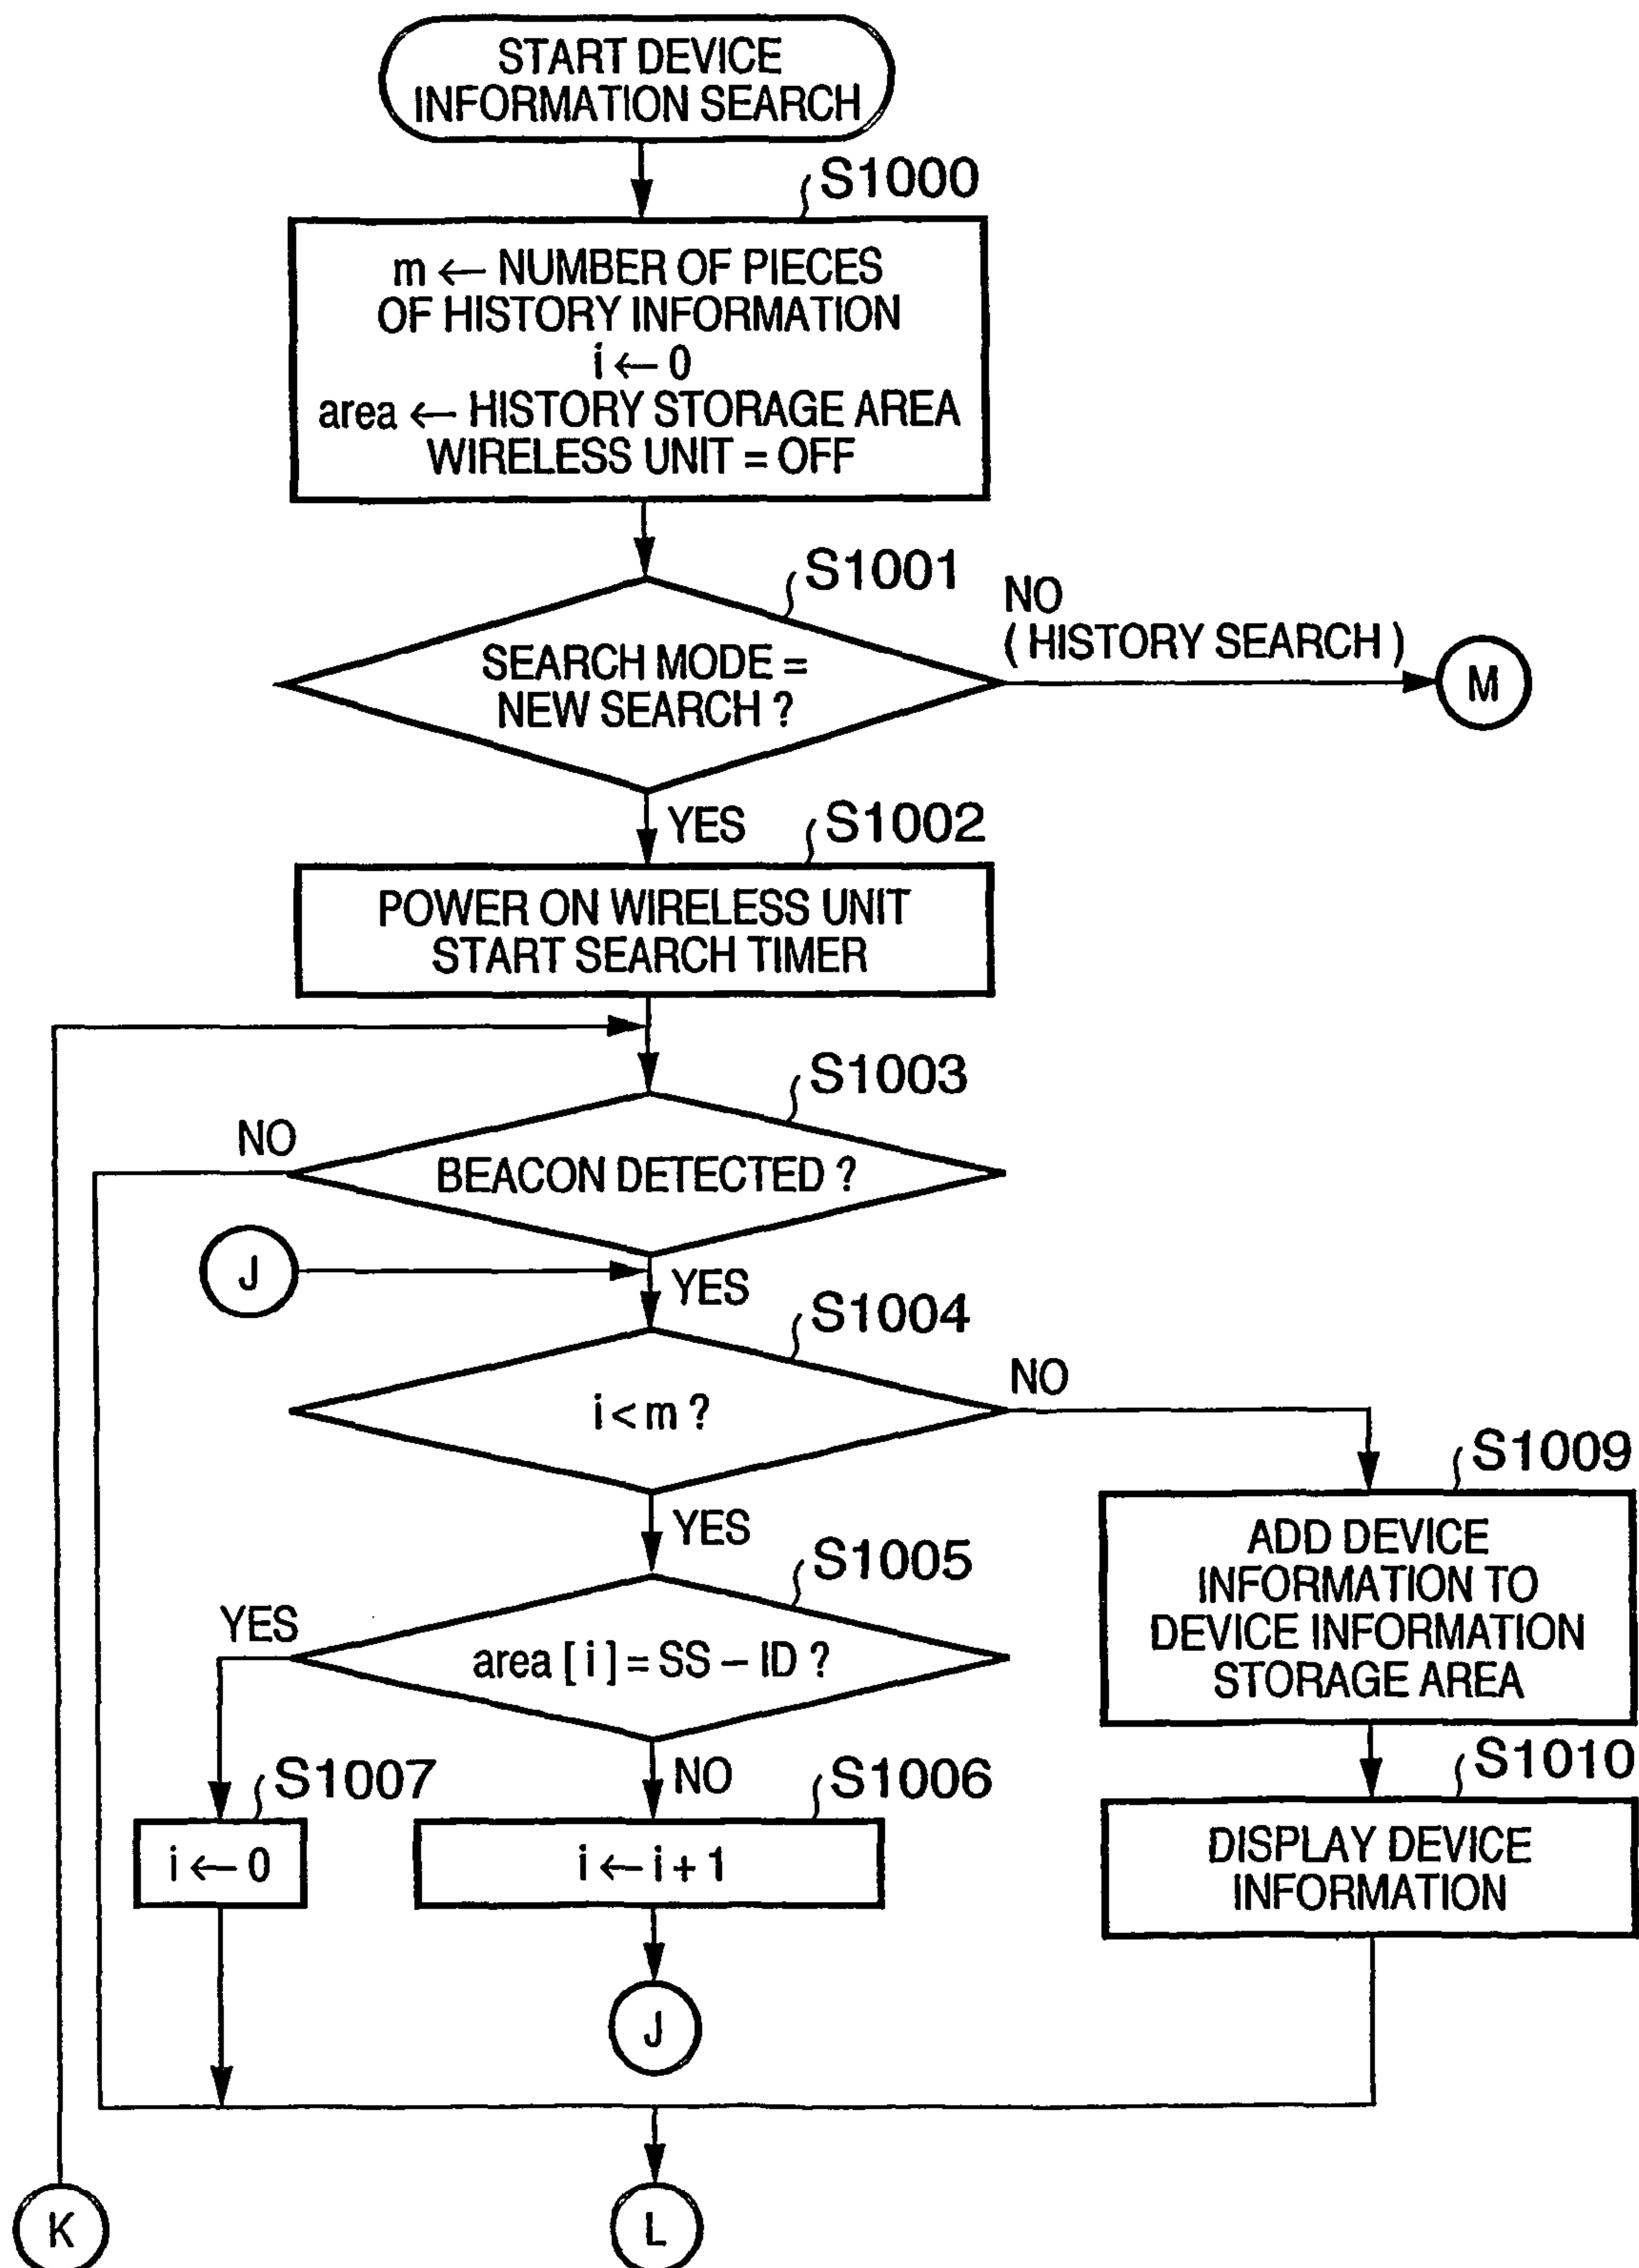 START DEVICE
INFORMATION SEARCH
S1000
m ← NUMBER OF PIECES
OF HISTORY INFORMATION
i ← 0
area ← HISTORY STORAGE AREA
WIRELESS UNIT = OFF
S1001
NO
( HISTORY SEARCH )
SEARCH MODE =
NEW SEARCH ?
M
YES
S1002
POWER ON WIRELESS UNIT
START SEARCH TIMER
S1003
NO
BEACON DETECTED ?
J
YES
S1004
NO
i < m ?
S1009
YES
ADD DEVICE
INFORMATION TO
DEVICE INFORMATION
STORAGE AREA
S1005
YES
area [ i ] = SS – ID ?
S1007
NO
S1006
S1010
i ← 0
i ← i + 1
DISPLAY DEVICE
INFORMATION
J
K
L